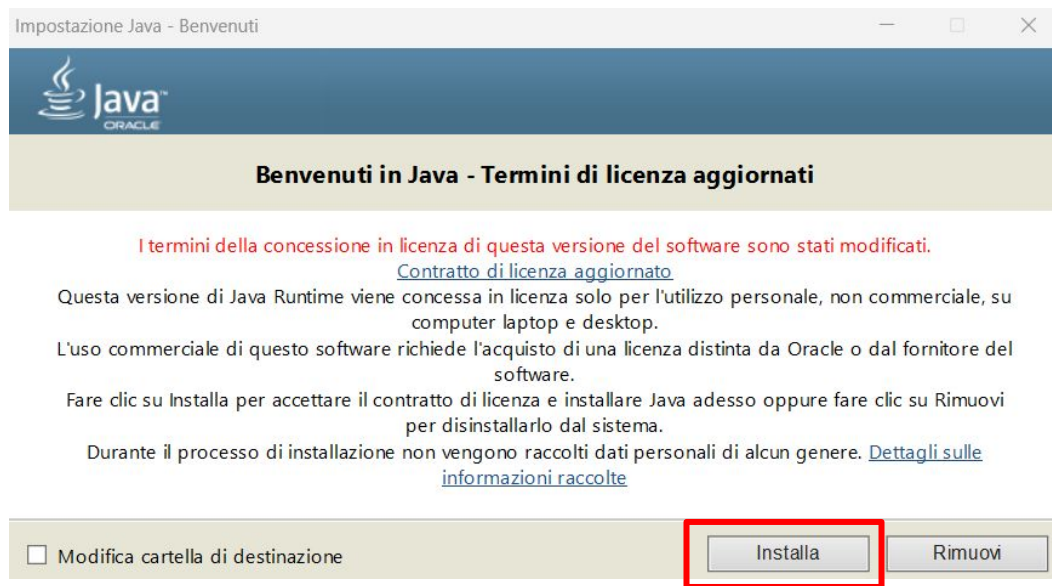 Impostazione Java - Benvenuti
Java™
ORACLE
Benvenuti in Java - Termini di licenza aggiornati
I termini della concessione in licenza di questa versione del software sono stati modificati.
Contratto di licenza aggiornato
Questa versione di Java Runtime viene concessa in licenza solo per l'utilizzo personale, non commerciale, su
computer laptop e desktop.
L'uso commerciale di questo software richiede l'acquisto di una licenza distinta da Oracle o dal fornitore del
software.
Fare clic su Installa per accettare il contratto di licenza e installare Java adesso oppure fare clic su Rimuovi
per disinstallarlo dal sistema.
Durante il processo di installazione non vengono raccolti dati personali di alcun genere. Dettagli sulle
informazioni raccolte
Modifica cartella di destinazione Installa Rimuovi